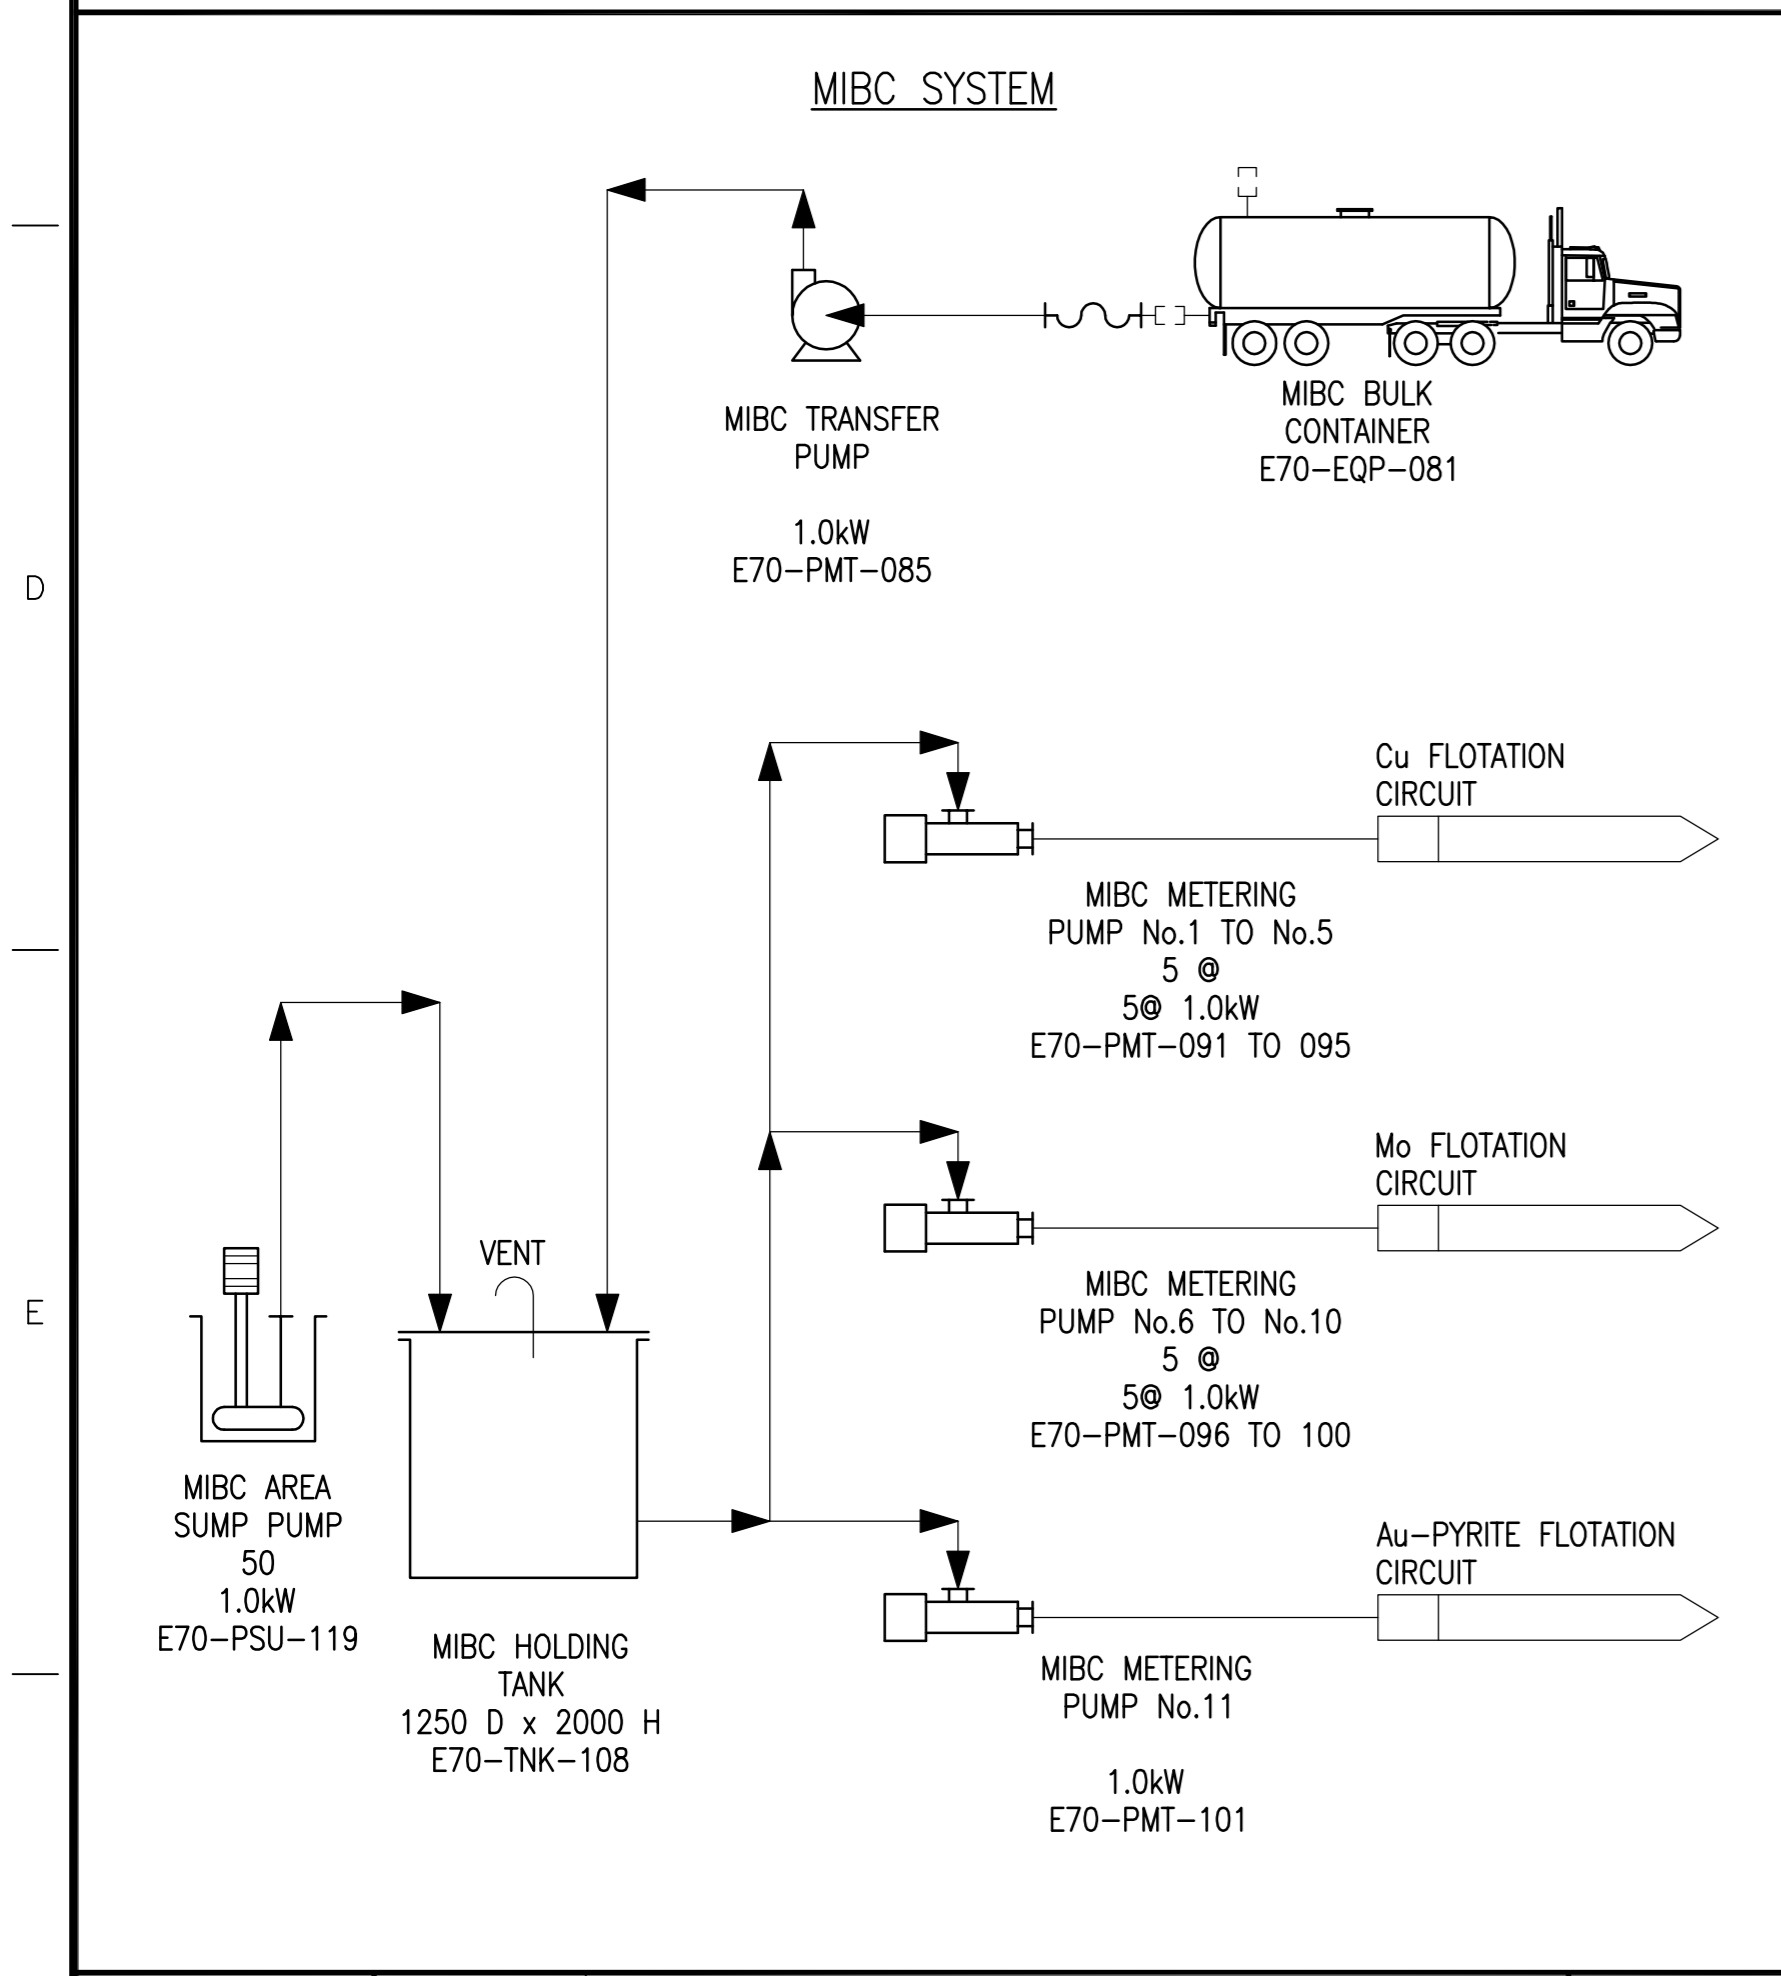 MIBC SYSTEM
MIBC TRANSFER
PUMP
1.0kW
E70-PMT-085
MIBC BULK
CONTAINER
E70-EQP-081
D
Cu FLOTATION
CIRCUIT
MIBC METERING
PUMP No.1 TO No.5
5 @
5@ 1.0kW
E70-PMT-091 TO 095
Mo FLOTATION
CIRCUIT
MIBC METERING
PUMP No.6 TO No.10
5 @
5@ 1.0kW
E70-PMT-096 TO 100
E
VENT
MIBC AREA
SUMP PUMP
50
1.0kW
E70-PSU-119
MIBC HOLDING
TANK
1250 D x 2000 H
E70-TNK-108
Au-PYRITE FLOTATION
CIRCUIT
MIBC METERING
PUMP No.11
1.0kW
E70-PMT-101